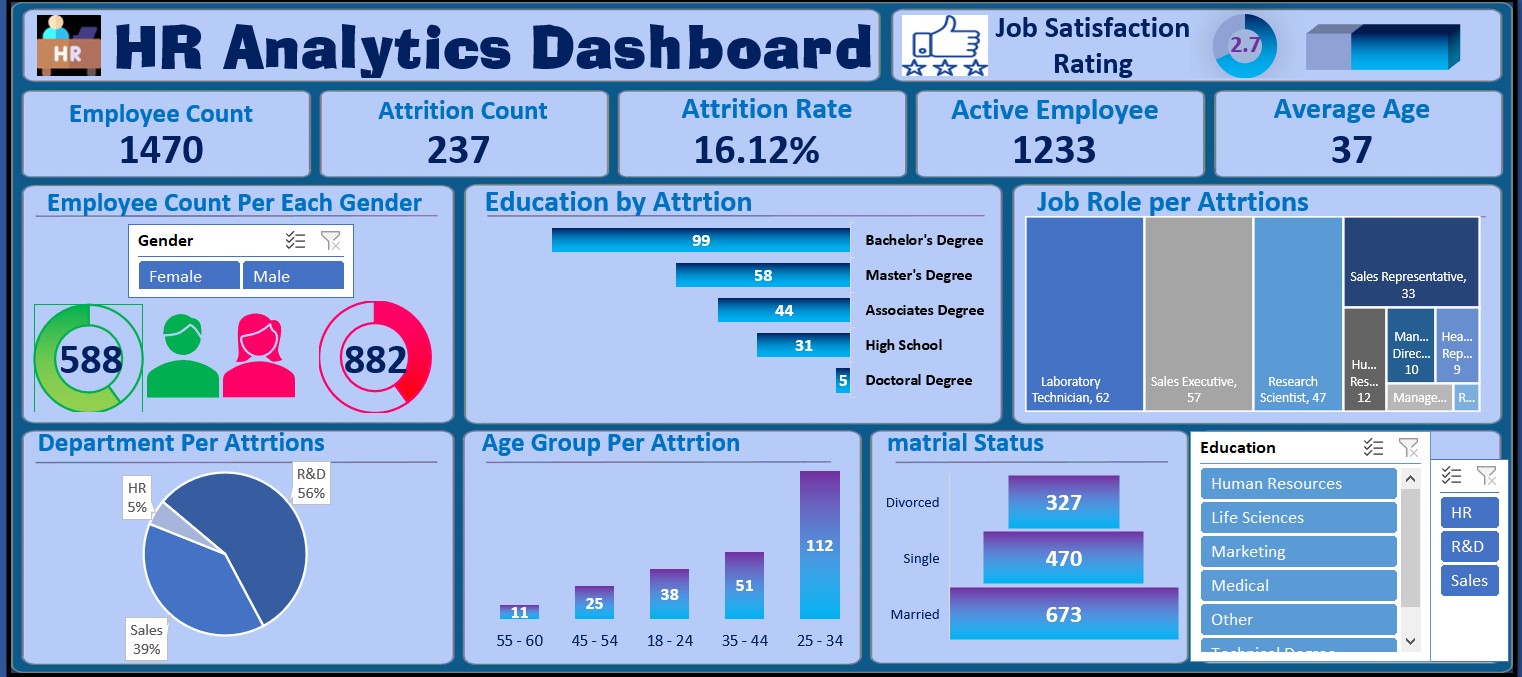 HR
HR Analytics Dashboard
Job Satisfaction
Rating
2.7
Employee Count
1470
Attrition Count
237
Attrition Rate
16.12%
Active Employee
1233
Average Age
37
Employee Count Per Each Gender
Gender
Female
Male
588
882
Education by Attrtion
99
Bachelor's Degree
58
Master's Degree
44
Associates Degree
31
High School
5
Doctoral Degree
Job Role per Attrtions
Laboratory
Technician, 62
Sales Executive,
57
Research
Scientist, 47
Sales Representative,
33
Hu...
Res...
12
Man...
Direc...
10
Hea...
Rep...
9
Manage...
R...
Department Per Attrtions
R&D
56%
HR
5%
Sales
39%
Age Group Per Attrtion
11
25
38
51
112
55 - 60
45 - 54
18 - 24
35 - 44
25 - 34
matrial Status
Divorced
327
Single
470
Married
673
Education
Human Resources
Life Sciences
Marketing
Medical
Other
Technical Degree
HR
R&D
Sales